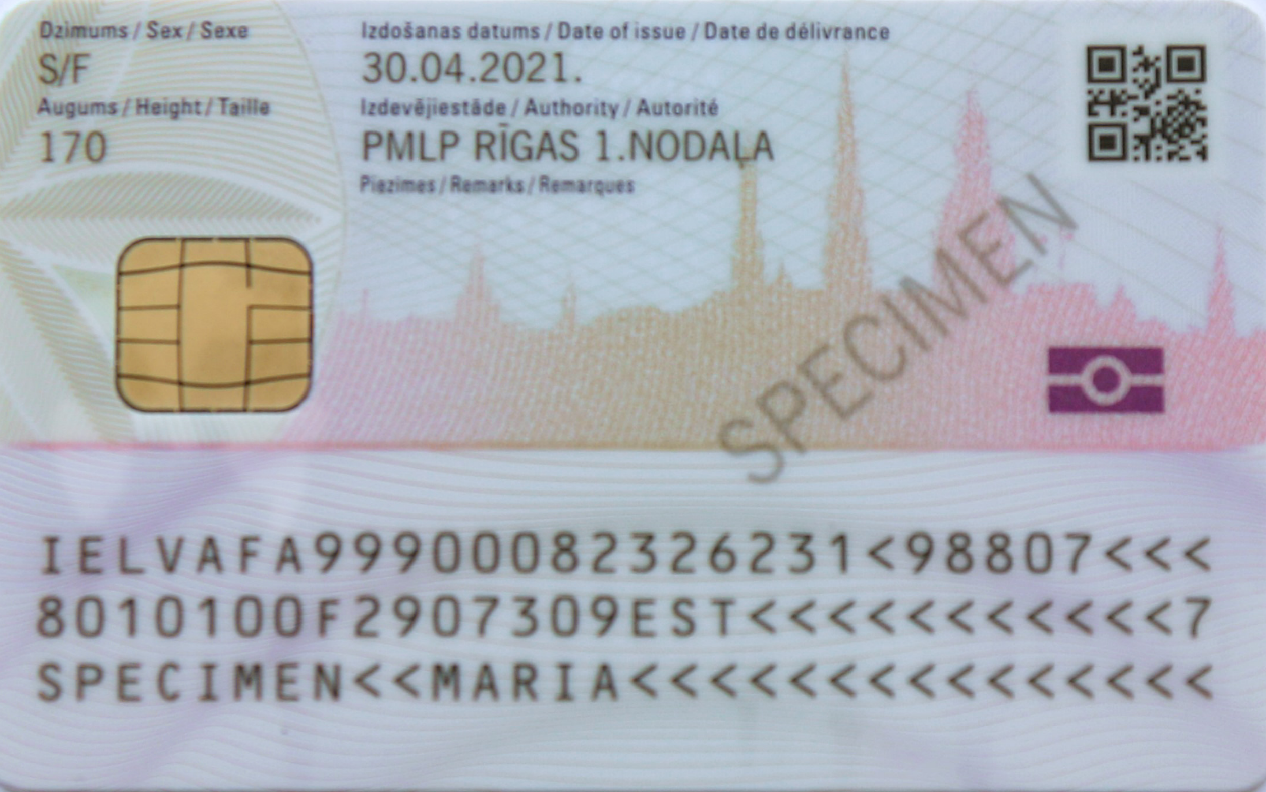 Dzimums / Sex / Sexe
S/F
Augums / Height / Taille
170
Izdošanas datums / Date of issue / Date de délivrance
30.04.2021.
Izdevējiestāde / Authority / Autorité
PMLP RĪGAS 1.NODAĻA
Piezīmes / Remarks / Remarques
SPECIMEN
IELVAFA99900082326231<98807<<<
8010100F2907309EST<<<<<<<<<<<7
SPECIMEN<<MARIA<<<<<<<<<<<<<<<